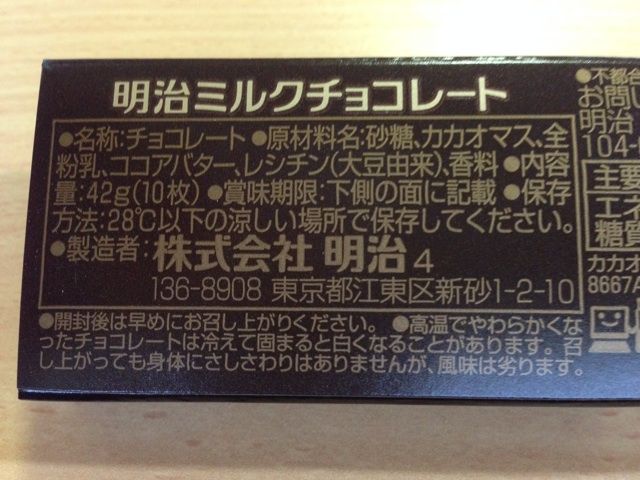 明治ミルクチョコレート
●名称:チョコレート ●原材料名:砂糖、カカオマス、全
粉乳、ココアバター、レシチン(大豆由来)、香料 ●内容
量:42g(10枚) ●賞味期限:下側の面に記載 ●保存
方法:28℃以下の涼しい場所で保存してください。
●製造者:株式会社 明治 4
136-8908 東京都江東区新砂1-2-10
●開封後は早めにお召し上がりください。 ●高温でやわらかくな
ったチョコレートは冷えて固まると白くなることがあります。召
し上がっても身体にさしさわりはありませんが、風味は劣ります。
●不都合
お問い
明治
104-
主要
エネ
糖質
カカオ
8667A